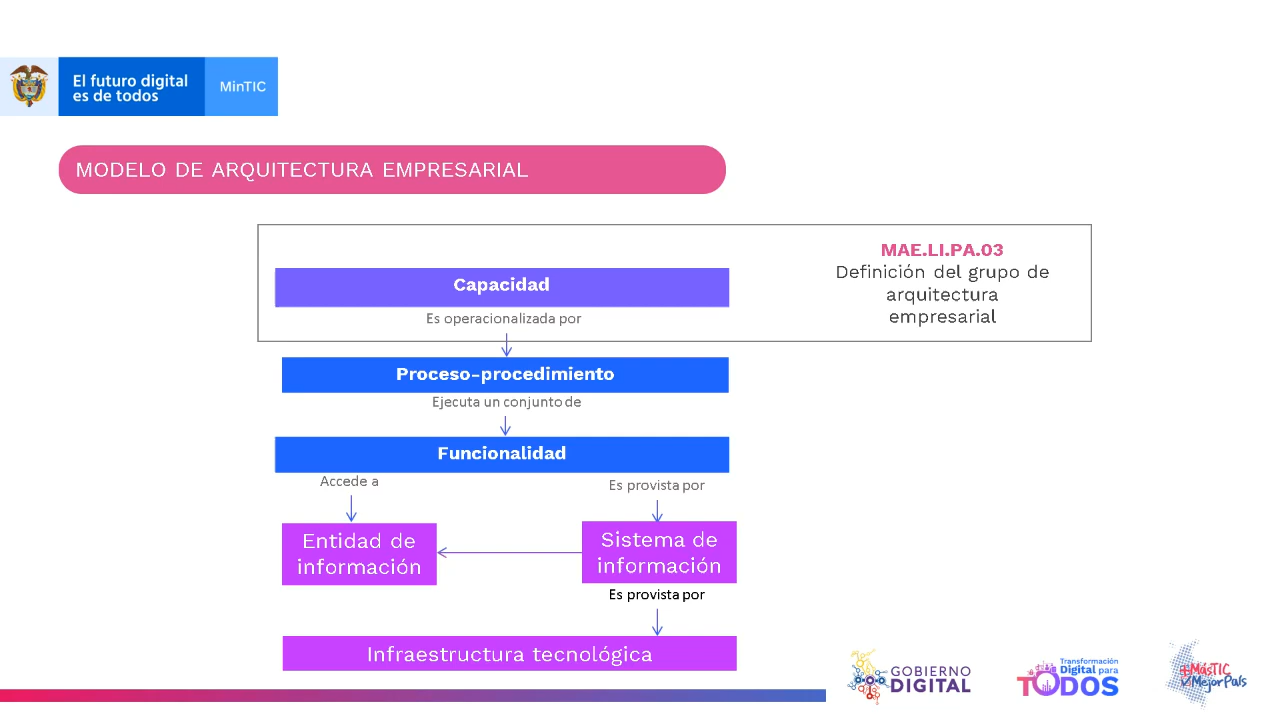 El futuro digital
es de todos
MinTIC
MODELO DE ARQUITECTURA EMPRESARIAL
MAE.LI.PA.03
Definición del grupo de
arquitectura
empresarial
Capacidad
Es operacionalizada por
Proceso-procedimiento
Ejecuta un conjunto de
Funcionalidad
Accede a
Es provista por
Entidad de
información
Sistema de
información
Es provista por
Infraestructura tecnológica
GOBIERNO
DIGITAL
Transformación
Digital para
TODOS
+MásTIC
✓MejorPaís